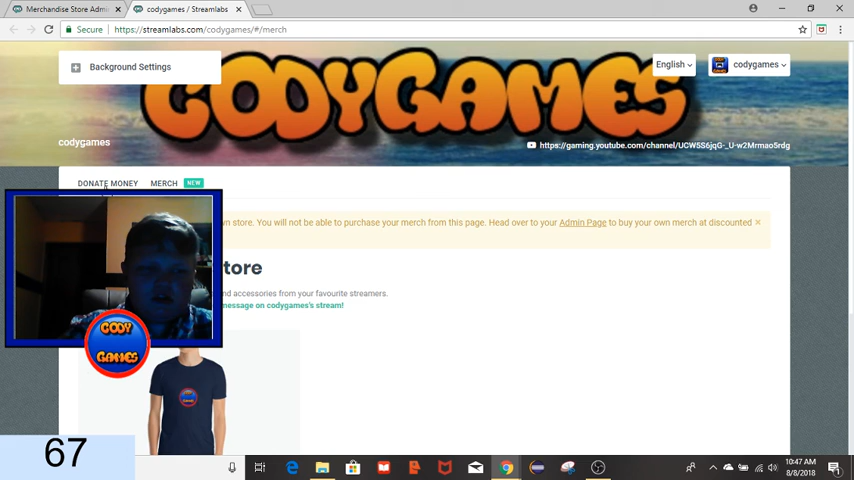 Merchandise Store Admi
codygames / Streamlabs
Secure
https://streamlabs.com/codygames/#/merch
CODYGAMES
Background Settings
English
codygames
codygames
https://gaming.youtube.com/channel/UCW5S6jqG-_U-w2Mrmao5rdg
DONATE MONEY
MERCH
NEW
wn store. You will not be able to purchase your merch from this page. Head over to your Admin Page to buy your own merch at discounted
tore
and accessories from your favourite streamers.
message on codygames's stream!
CODY
GAMES
67
10:47 AM
8/8/2018